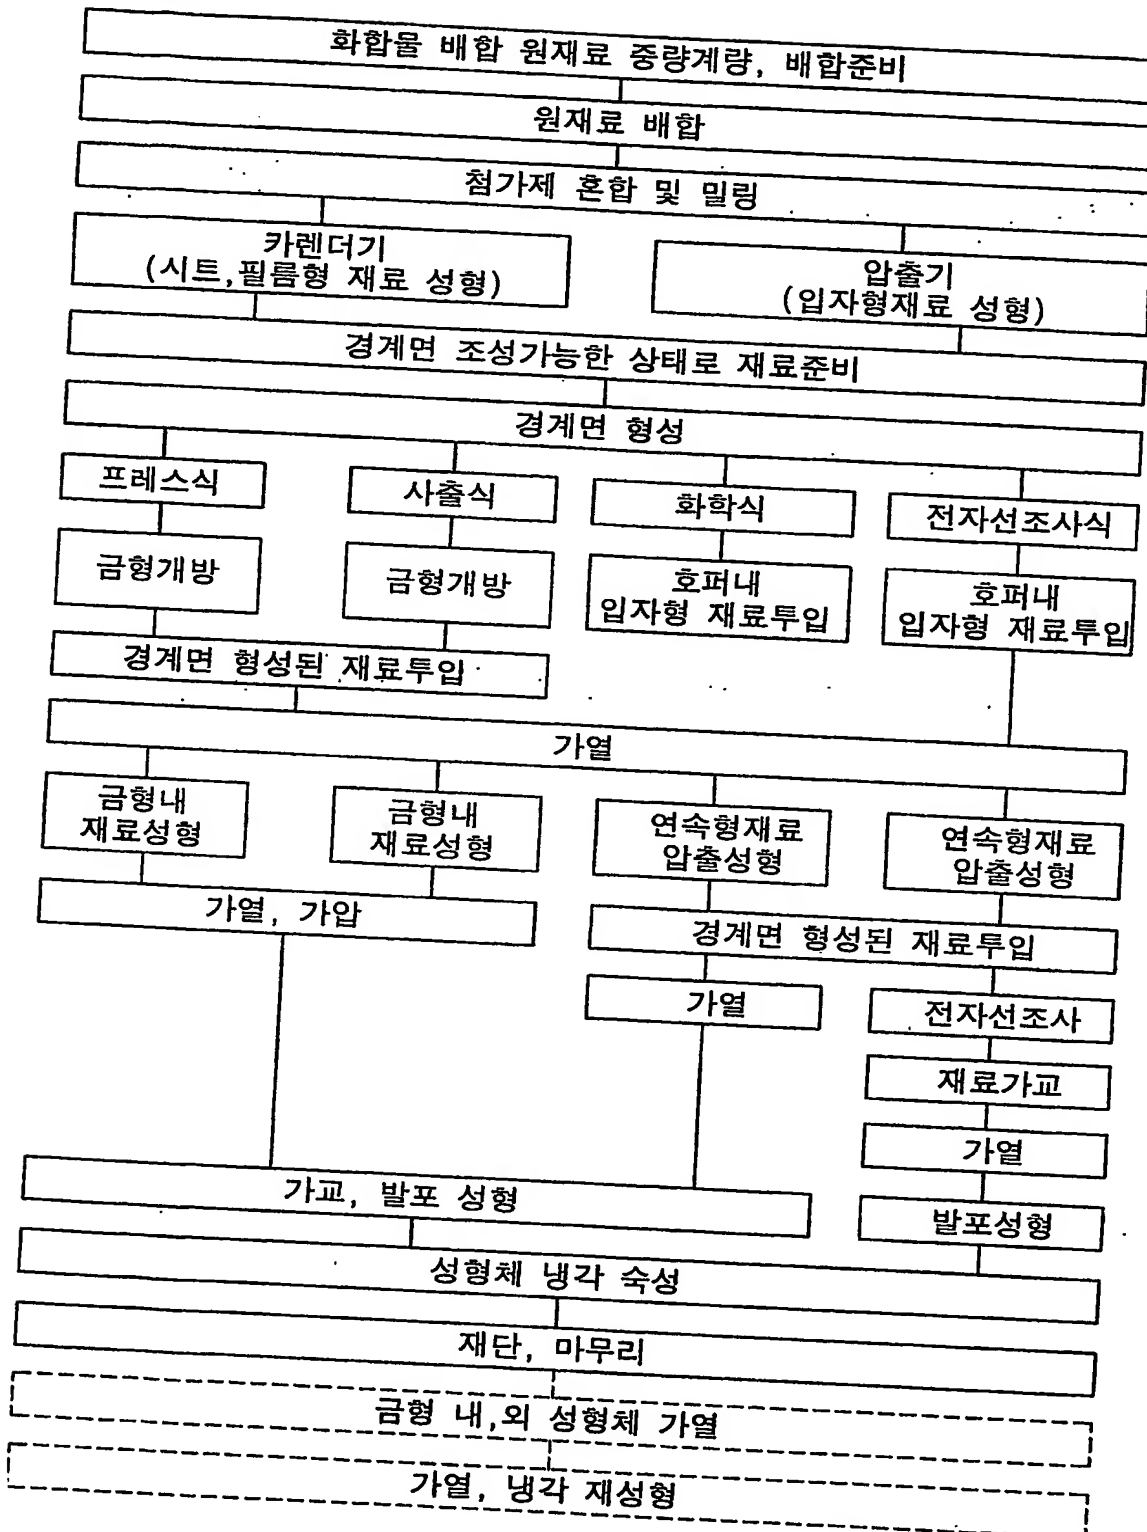 화합물 배합 원재료 중량계량, 배합준비
원재료 배합
첨가제 혼합 및 밀링
카렌더기
(시트,필름형 재료 성형)
압출기
(입자형재료 성형)
경계면 조성가능한 상태로 재료준비
경계면 형성
프레스식
사출식
화학식
전자선조사식
금형개방
금형개방
호퍼내
입자형 재료투입
호퍼내
입자형 재료투입
경계면 형성된 재료투입
가열
금형내
재료성형
금형내
재료성형
연속형재료
압출성형
연속형재료
압출성형
가열, 가압
경계면 형성된 재료투입
가열
전자선조사
재료가교
가열
가교, 발포 성형
발포성형
성형체 냉각 숙성
재단, 마무리
금형 내,외 성형체 가열
가열, 냉각 재성형